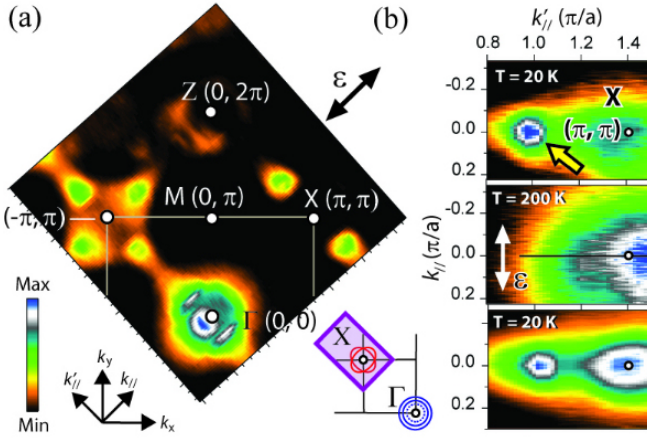 (a)
ε
Z (0, 2π)
M (0, π)
X (π, π)
(-π, π)
Γ (0, 0)
Max
Min
k'//
ky
k//
kx
X
Γ
(b)
k'// (π/a)
0.8 1.0 1.2 1.4
k// (π/a)
-0.2
0.0
0.2
T = 20 K
X
(π, π)
-0.2
0.0
0.2
T = 200 K
ε
0.0
0.2
T = 20 K